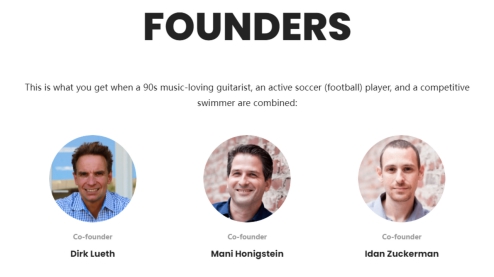 FOUNDERS
This is what you get when a 90s music-loving guitarist, an active soccer (football) player, and a competitive
swimmer are combined:
Co-founder Co-founder Co-founder
Dirk Lueth Mani Honigstein Idan Zuckerman